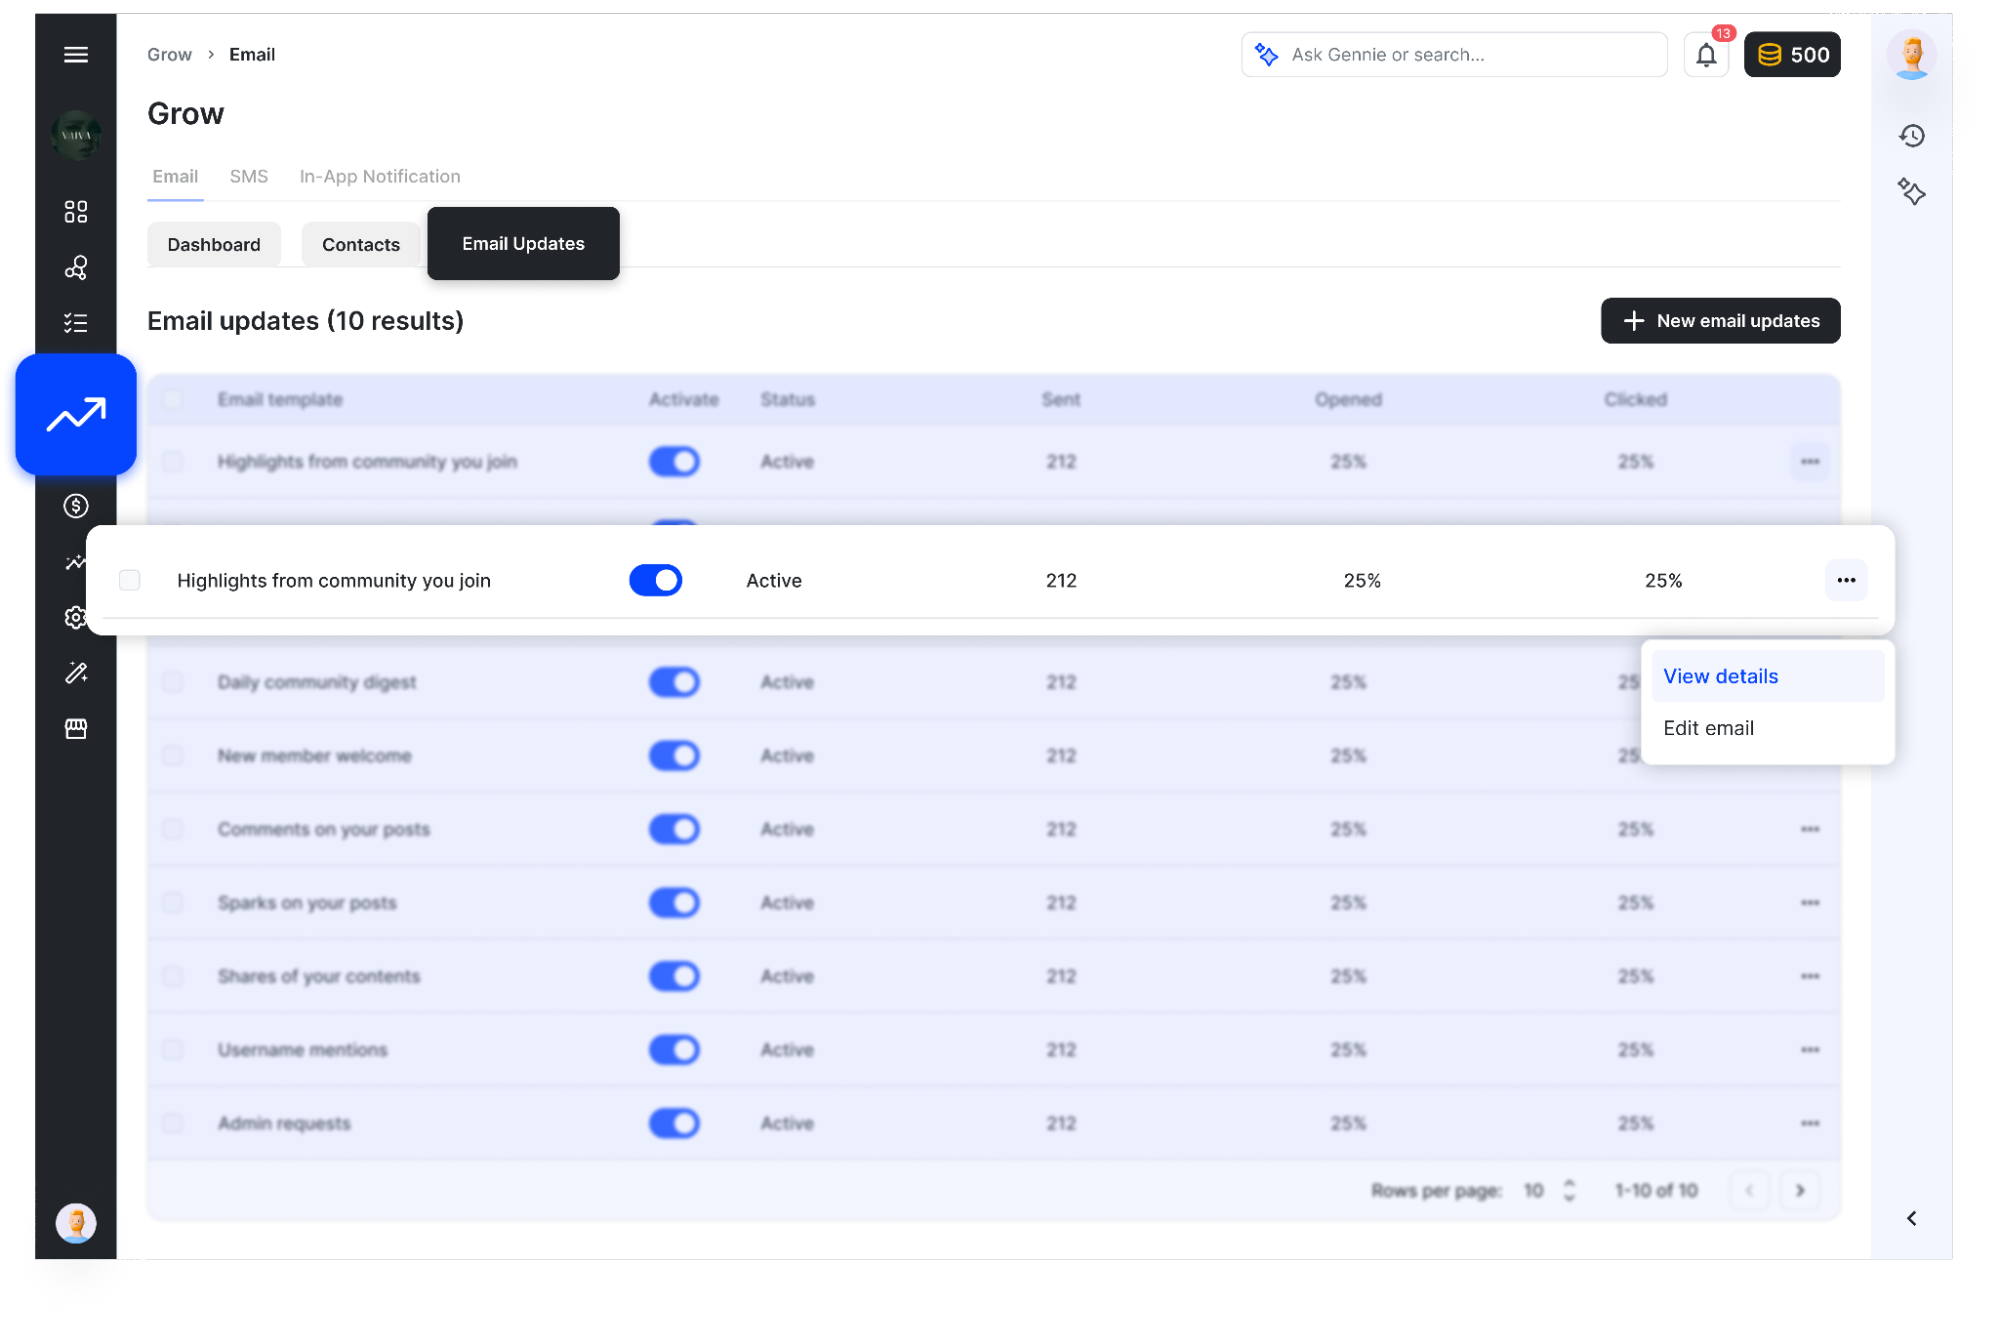 Grow > Email
Ask Gennie or search...
13
500
VAIVA
Grow
Email SMS In-App Notification
Dashboard Contacts Email Updates
Email updates (10 results)
+ New email updates
Email template Activate Status Sent Opened Clicked
Highlights from community you join Active 212 25% 25%
Highlights from community you join Active 212 25% 25%
View details
Edit email
Daily community digest Active 212 25% 25
New member welcome Active 212 25% 25
Comments on your posts Active 212 25% 25%
Sparks on your posts Active 212 25% 25%
Shares of your contents Active 212 25% 25%
Username mentions Active 212 25% 25%
Admin requests Active 212 25% 25%
Rows per page: 10 1-10 of 10